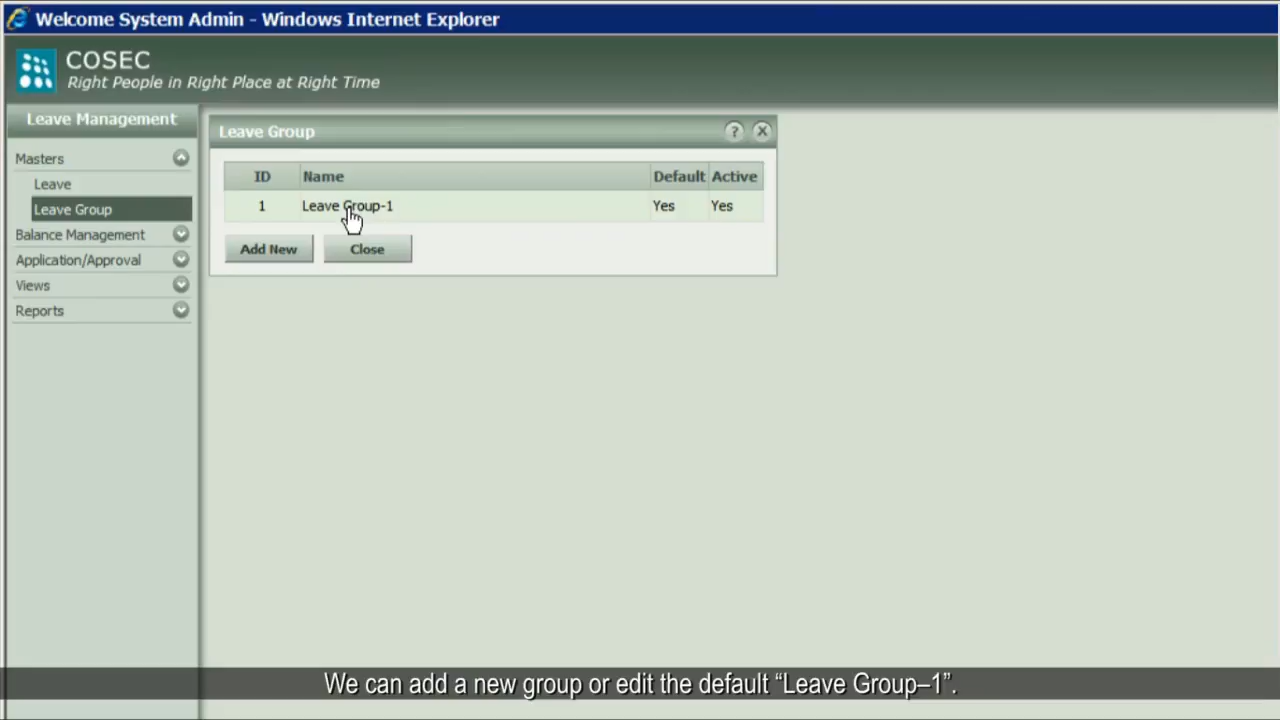 Welcome System Admin - Windows Internet Explorer
COSEC
Right People in Right Place at Right Time
Leave Management
Masters
Leave
Leave Group
Balance Management
Application/Approval
Views
Reports
Leave Group
?
X
ID Name Default Active
1 Leave Group-1 Yes Yes
Add New Close
We can add a new group or edit the default “Leave Group–1”.